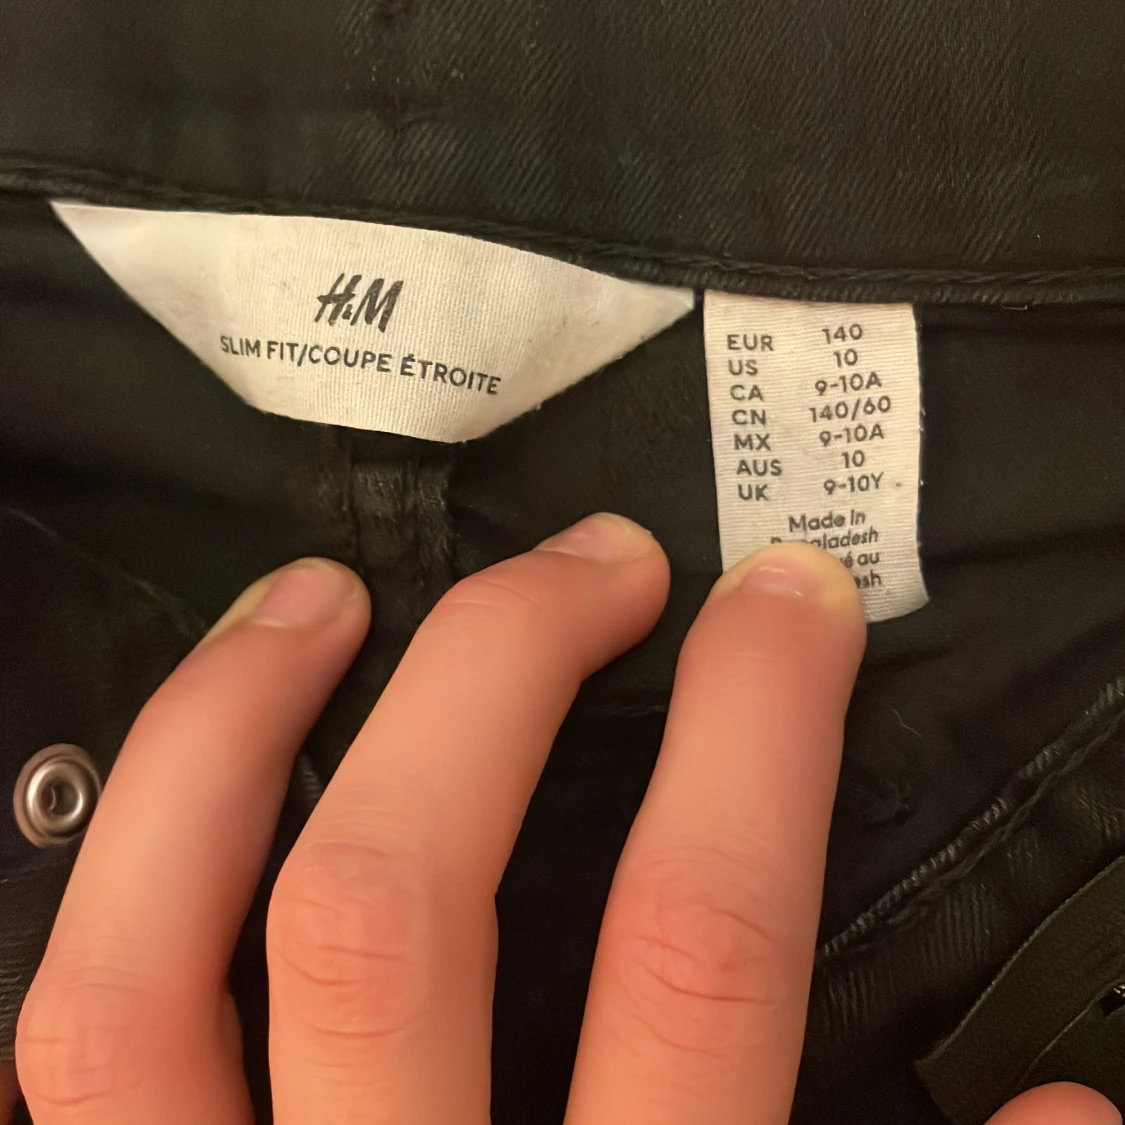 H&M
SLIM FIT/COUPE ÉTROITE
EUR 140
US 10
CA 9-10A
CN 140/60
MX 9-10A
AUS 10
UK 9-10Y
Made in
au